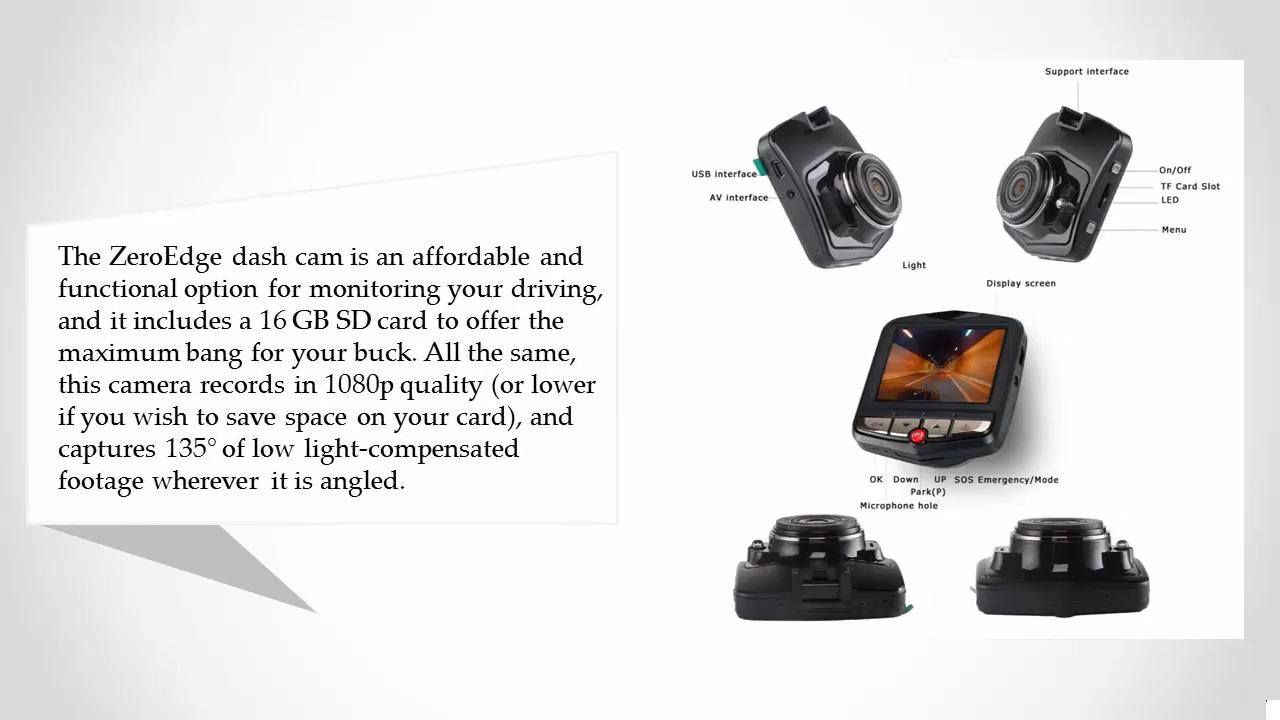 The ZeroEdge dash cam is an affordable and
functional option for monitoring your driving,
and it includes a 16 GB SD card to offer the
maximum bang for your buck. All the same,
this camera records in 1080p quality (or lower
if you wish to save space on your card), and
captures 135° of low light-compensated
footage wherever it is angled.
Support interface
USB interface
AV interface
On/Off
TF Card Slot
LED
Menu
Light
Display screen
OK Down UP SOS Emergency/Mode
Park(P)
Microphone hole